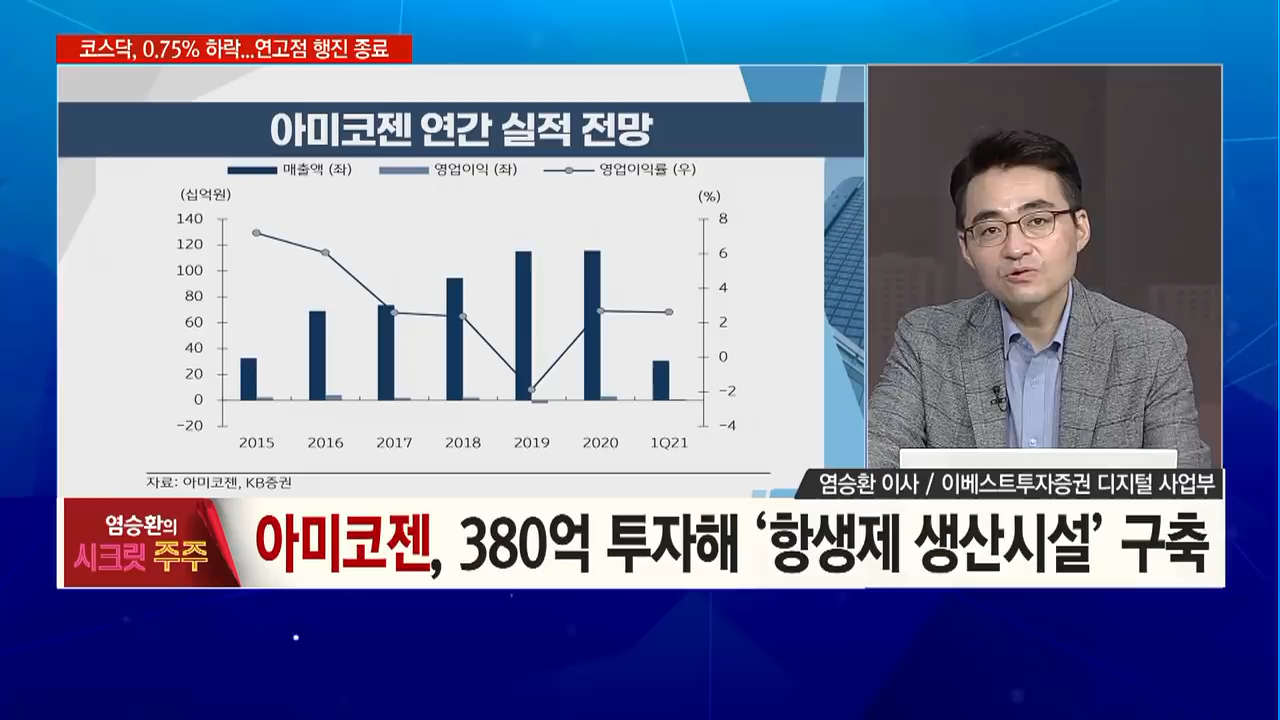 코스닥, 0.75% 하락...연고점 행진 종료
아미코젠 연간 실적 전망
매출액 (좌) 영업이익 (좌) 영업이익률 (우)
(십억원) (%)
140 8
120 6
100 4
80 2
60 0
40 -2
20 -4
0
-20
2015 2016 2017 2018 2019 2020 1Q21
자료: 아미코젠, KB증권
염승환 이사 / 이베스트투자증권 디지털 사업부
염승환의
시크릿 주주
아미코젠, 380억 투자해 ‘항생제 생산시설’ 구축